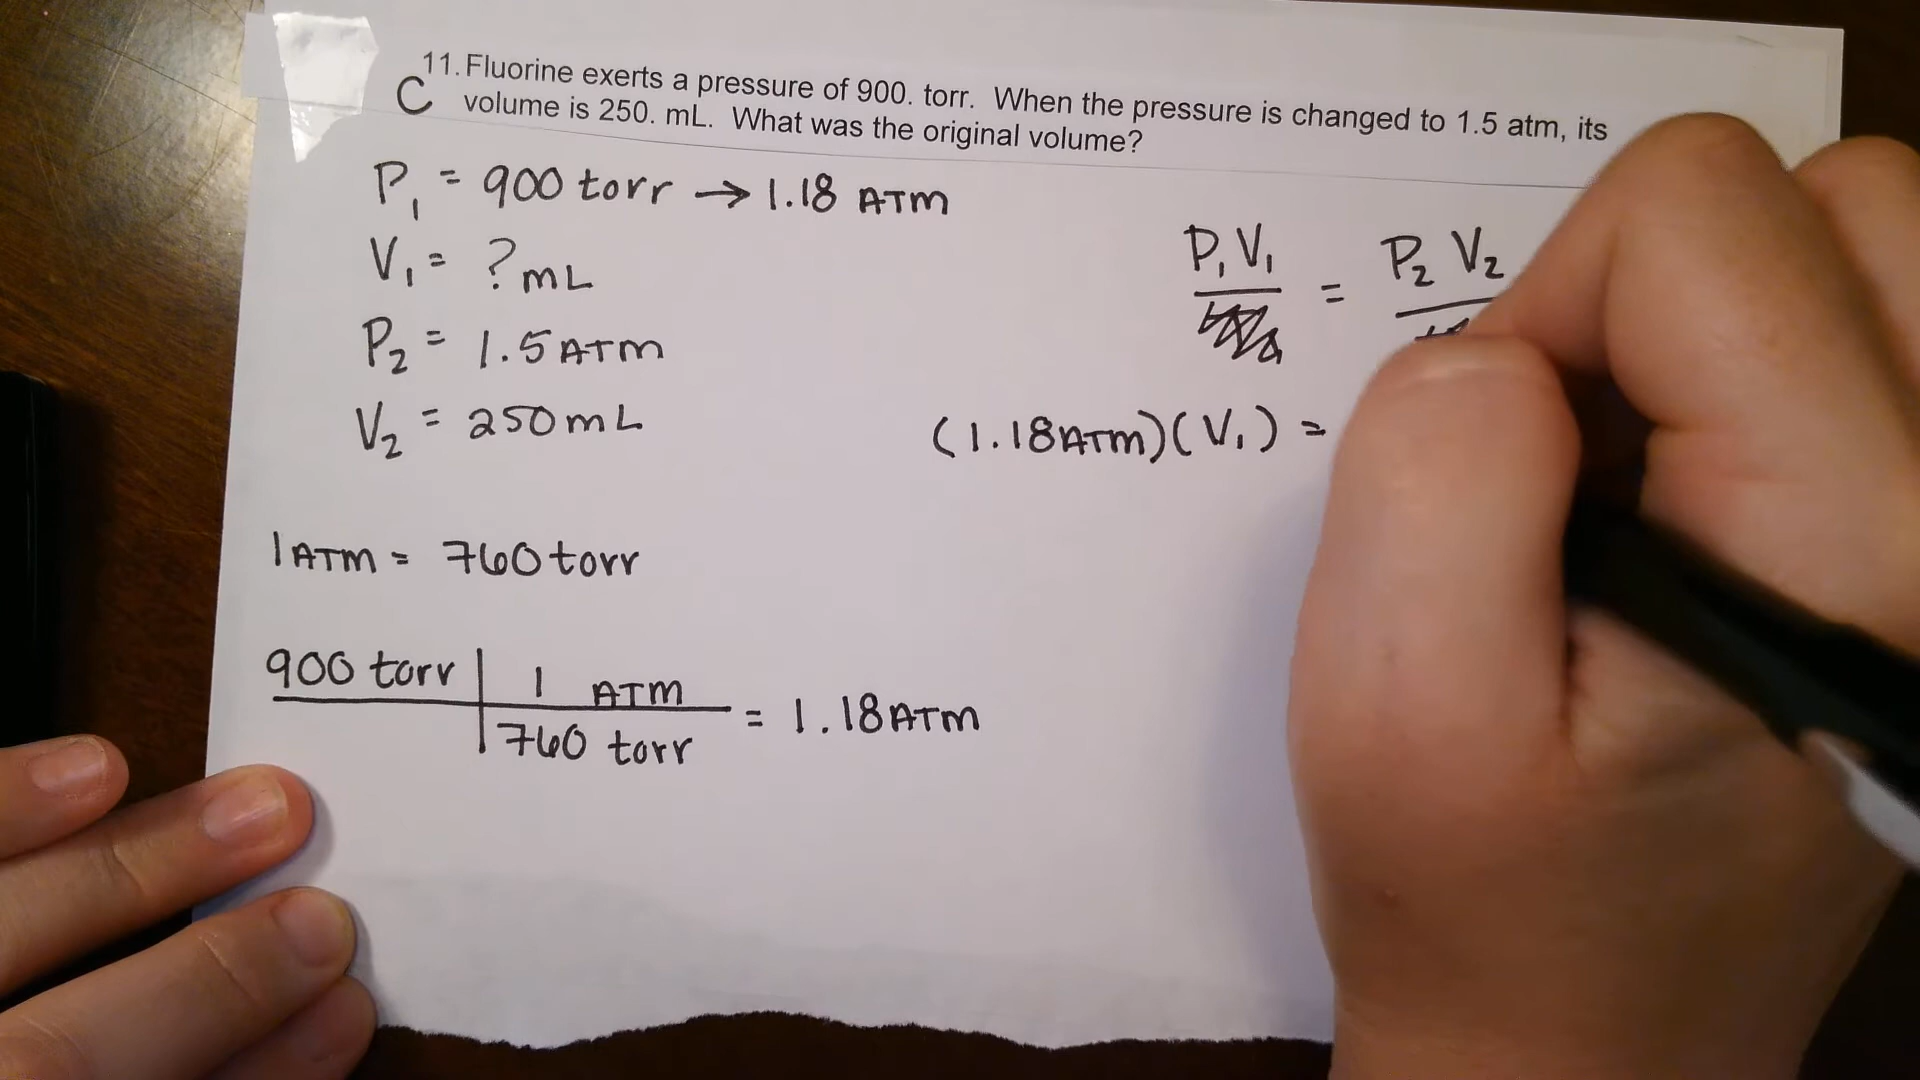 11. Fluorine exerts a pressure of 900. torr. When the pressure is changed to 1.5 atm, its
C volume is 250. mL. What was the original volume?
P₁ = 900 torr → 1.18 ATM
V₁ = ? mL
P₂ = 1.5 ATM
V₂ = 250 mL
P₁V₁ = P₂ V₂
(1.18 ATM)(V₁) =
1 ATM = 760 torr
900 torr | 1 ATM
760 torr = 1.18 ATM